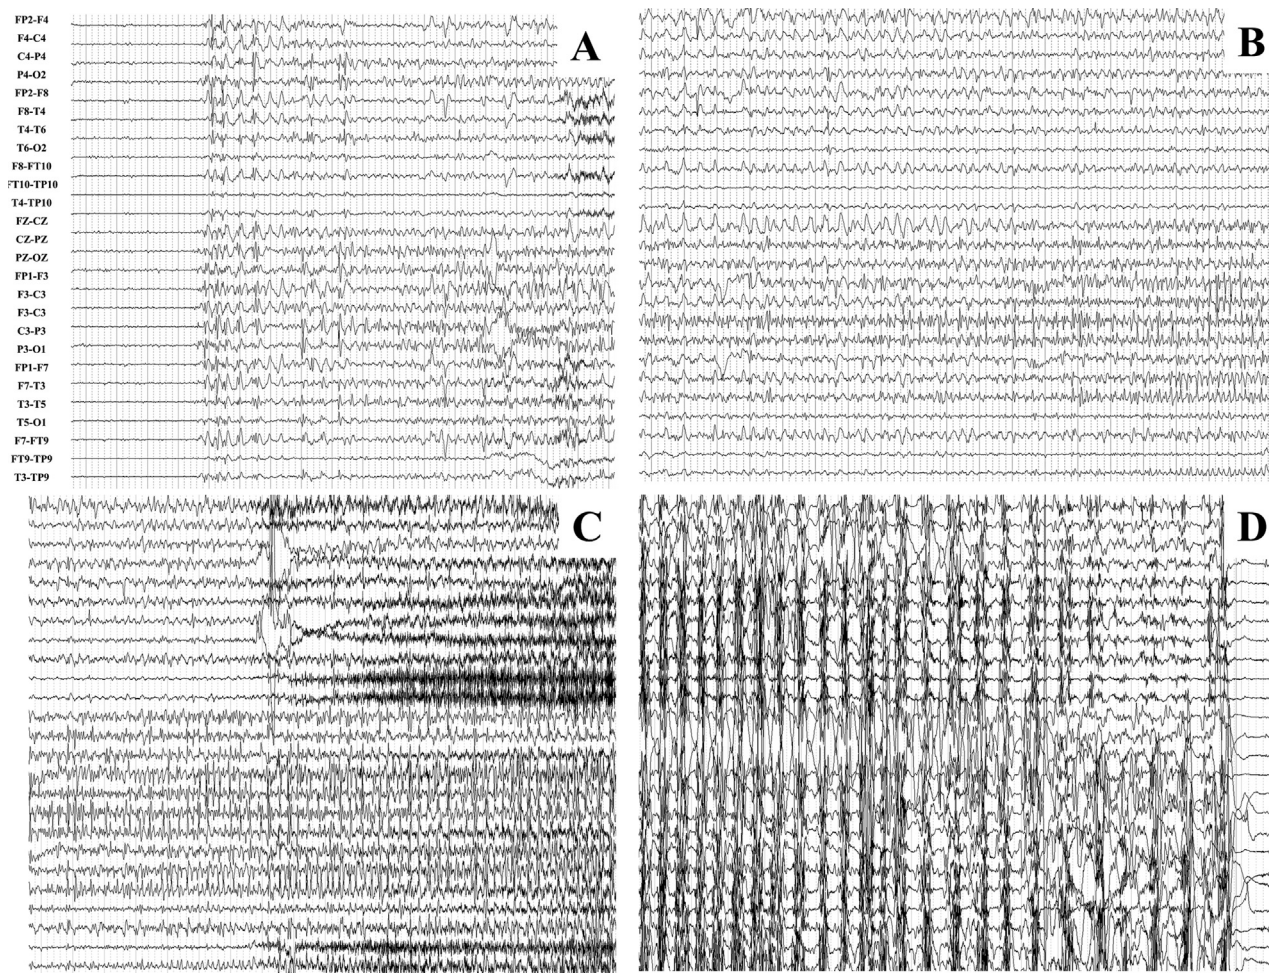 FP2-F4
F4-C4
C4-P4
P4-O2
FP2-F8
F8-T4
T4-T6
T6-O2
F8-FT10
FT10-TP10
T4-TP10
FZ-CZ
CZ-PZ
PZ-OZ
FP1-F3
F3-C3
F3-C3
C3-P3
P3-O1
FP1-F7
F7-T3
T3-T5
T5-O1
F7-FT9
FT9-TP9
T3-TP9
A
B
C
D